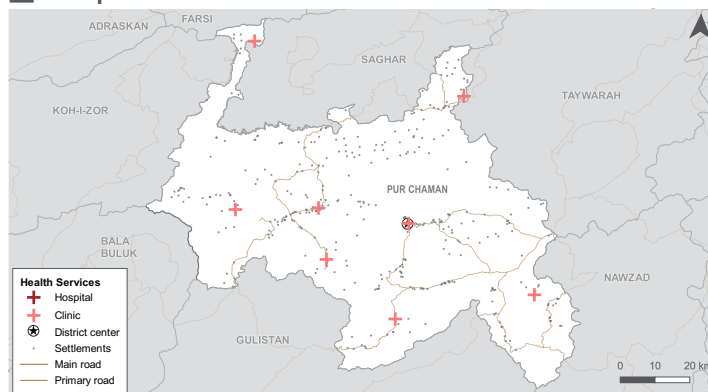 FARSI
ADRASKAN
SAGHAR
TAYWARAH
KOH-I-ZOR
PUR CHAMAN
BALA
BULUK
NAWZAD
GULISTAN
Health Services
Hospital
Clinic
District center
Settlements
Main road
Primary road
0 10 20 km